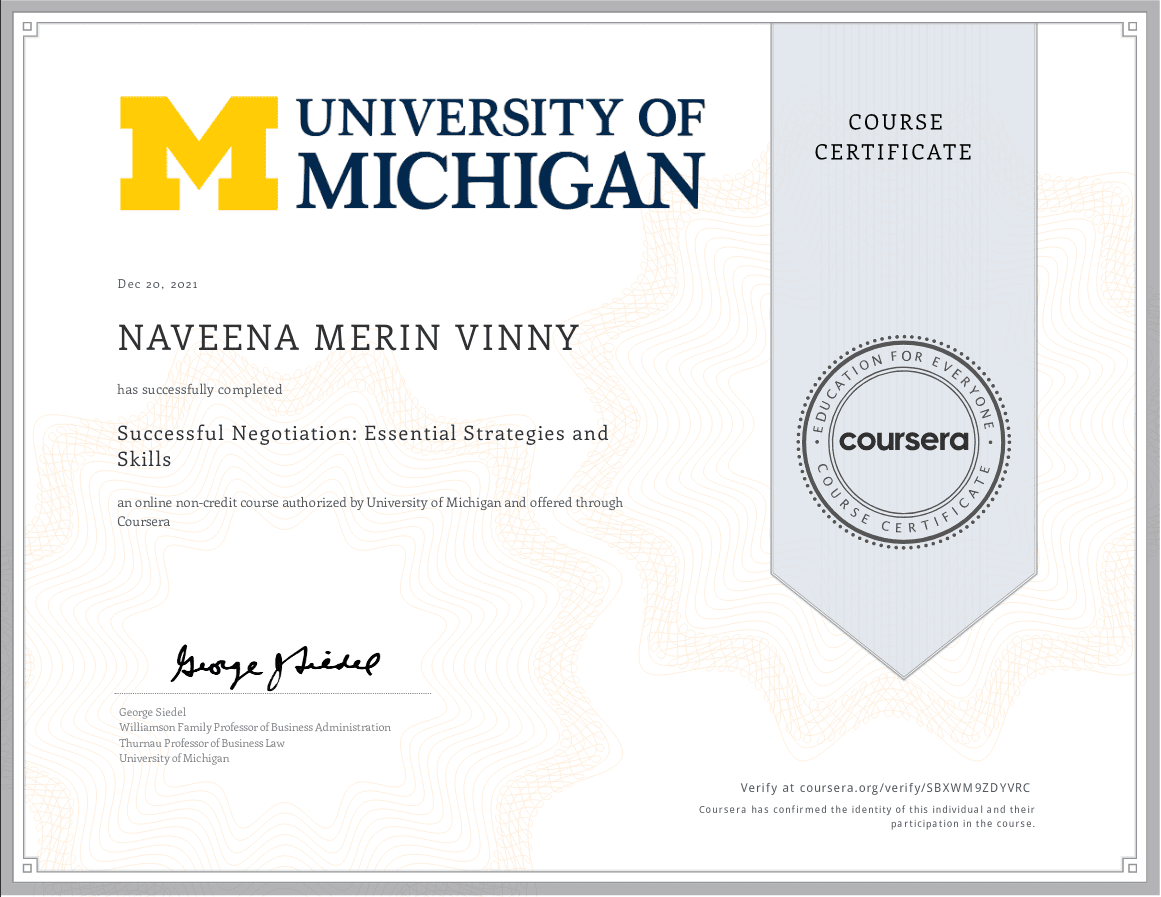 M
UNIVERSITY OF
MICHIGAN
COURSE
CERTIFICATE
Dec 20, 2021
NAVEENA MERIN VINNY
has successfully completed
Successful Negotiation: Essential Strategies and
Skills
an online non-credit course authorized by University of Michigan and offered through
Coursera
EDUCATION FOR EVERYONE
coursera
COURSE CERTIFICATE
George J Siedel
George Siedel
Williamson Family Professor of Business Administration
Thurnau Professor of Business Law
University of Michigan
Verify at coursera.org/verify/SBXWM9ZDYVRC
Coursera has confirmed the identity of this individual and their
participation in the course.